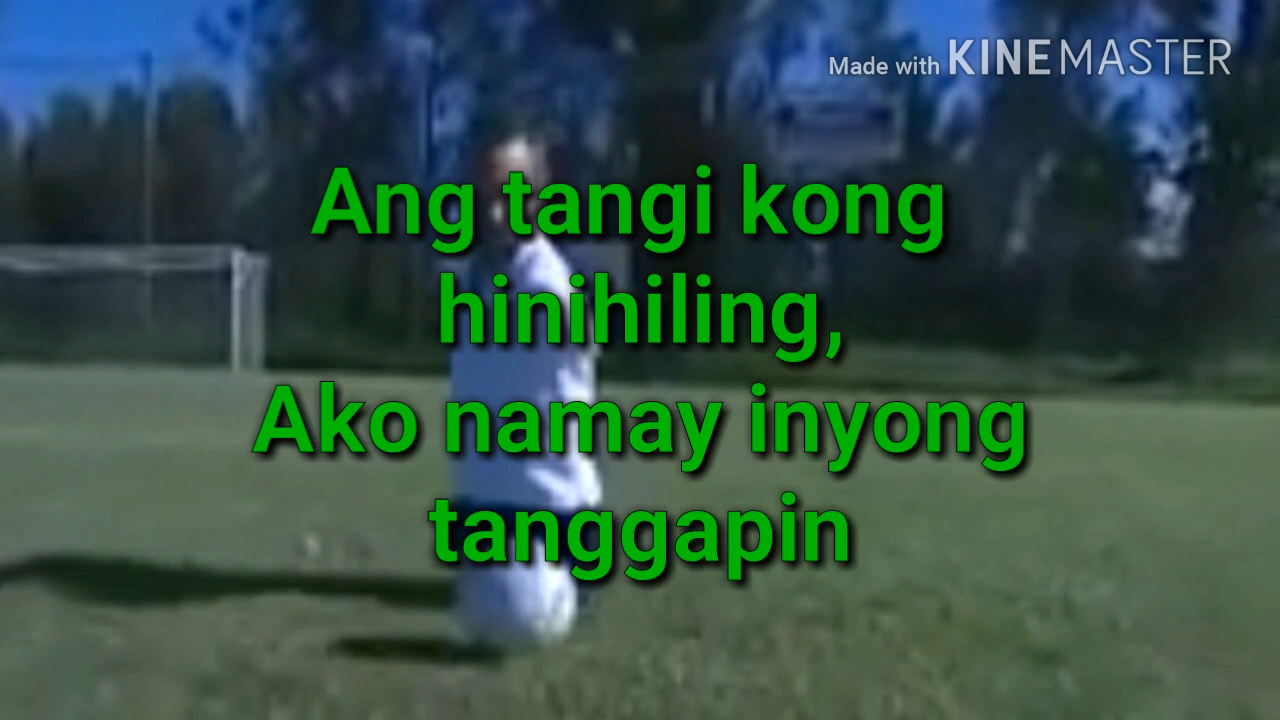 Made with KINEMASTER
Ang tangi kong
hinihiling,
Ako namay inyong
tanggapin